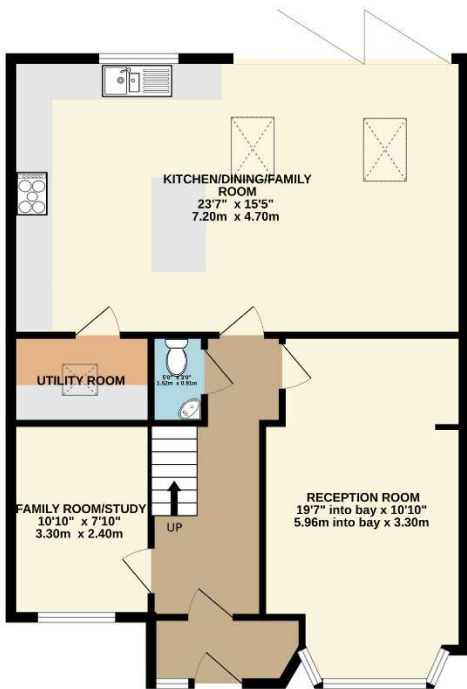 KITCHEN/DINING/FAMILY
ROOM
23'7" x 15'5"
7.20m x 4.70m
UTILITY ROOM
5'0" x 3'0"
1.52m x 0.91m
FAMILY ROOM/STUDY
10'10" x 7'10"
3.30m x 2.40m
UP
RECEPTION ROOM
19'7" into bay x 10'10"
5.96m into bay x 3.30m